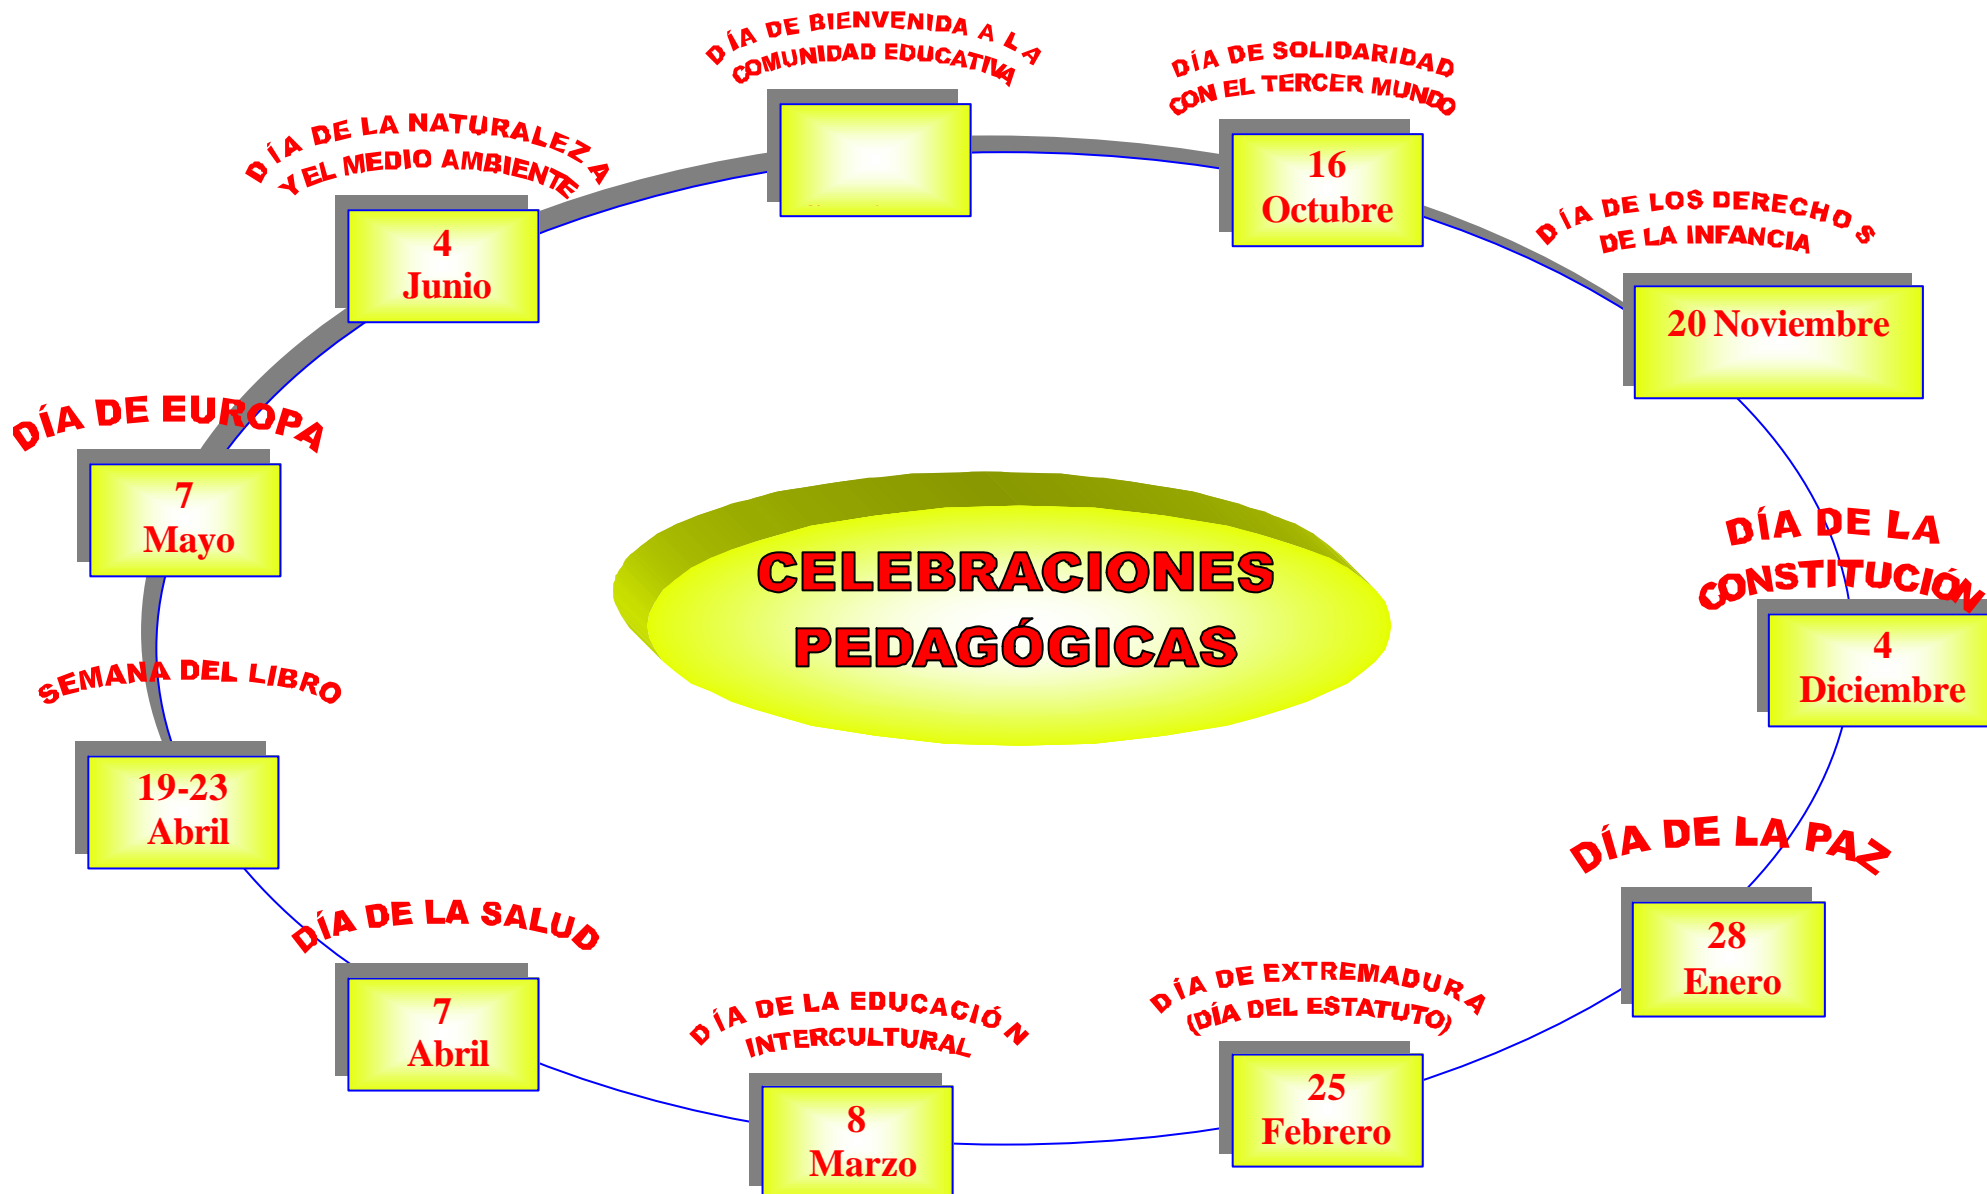 DÍA DE BIENVENIDA A LA
COMUNIDAD EDUCATIVA
DÍA DE SOLIDARIDAD
CON EL TERCER MUNDO
16
Octubre
DÍA DE LOS DERECHOS
DE LA INFANCIA
20 Noviembre
DÍA DE LA
CONSTITUCIÓN
4
Diciembre
DÍA DE LA PAZ
28
Enero
DÍA DE EXTREMADURA
(DÍA DEL ESTATUTO)
25
Febrero
DÍA DE LA EDUCACIÓN
INTERCULTURAL
8
Marzo
DÍA DE LA SALUD
7
Abril
SEMANA DEL LIBRO
19-23
Abril
DÍA DE EUROPA
7
Mayo
DÍA DE LA NATURALEZA
Y EL MEDIO AMBIENTE
4
Junio
CELEBRACIONES
PEDAGÓGICAS